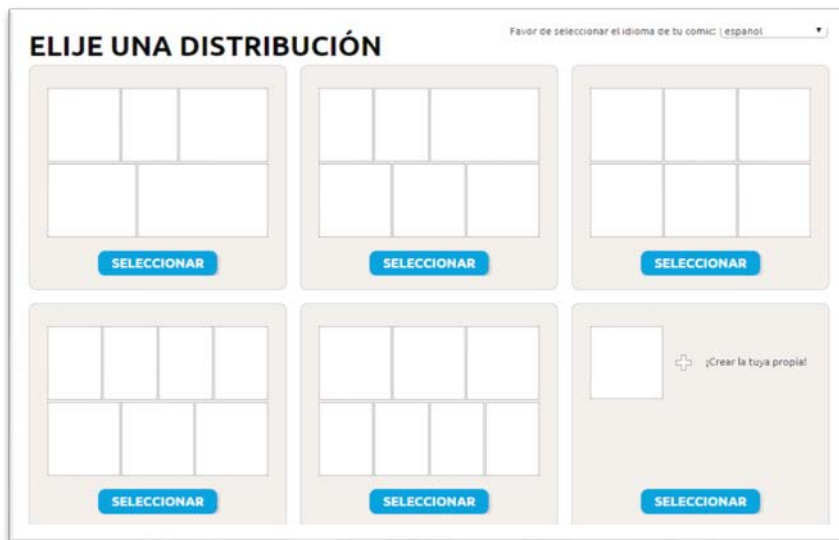 Favor de seleccionar el idioma de tu comic: español
ELIJE UNA DISTRIBUCIÓN
SELECCIONAR
SELECCIONAR
SELECCIONAR
¡Crear la tuya propia!
SELECCIONAR
SELECCIONAR
SELECCIONAR